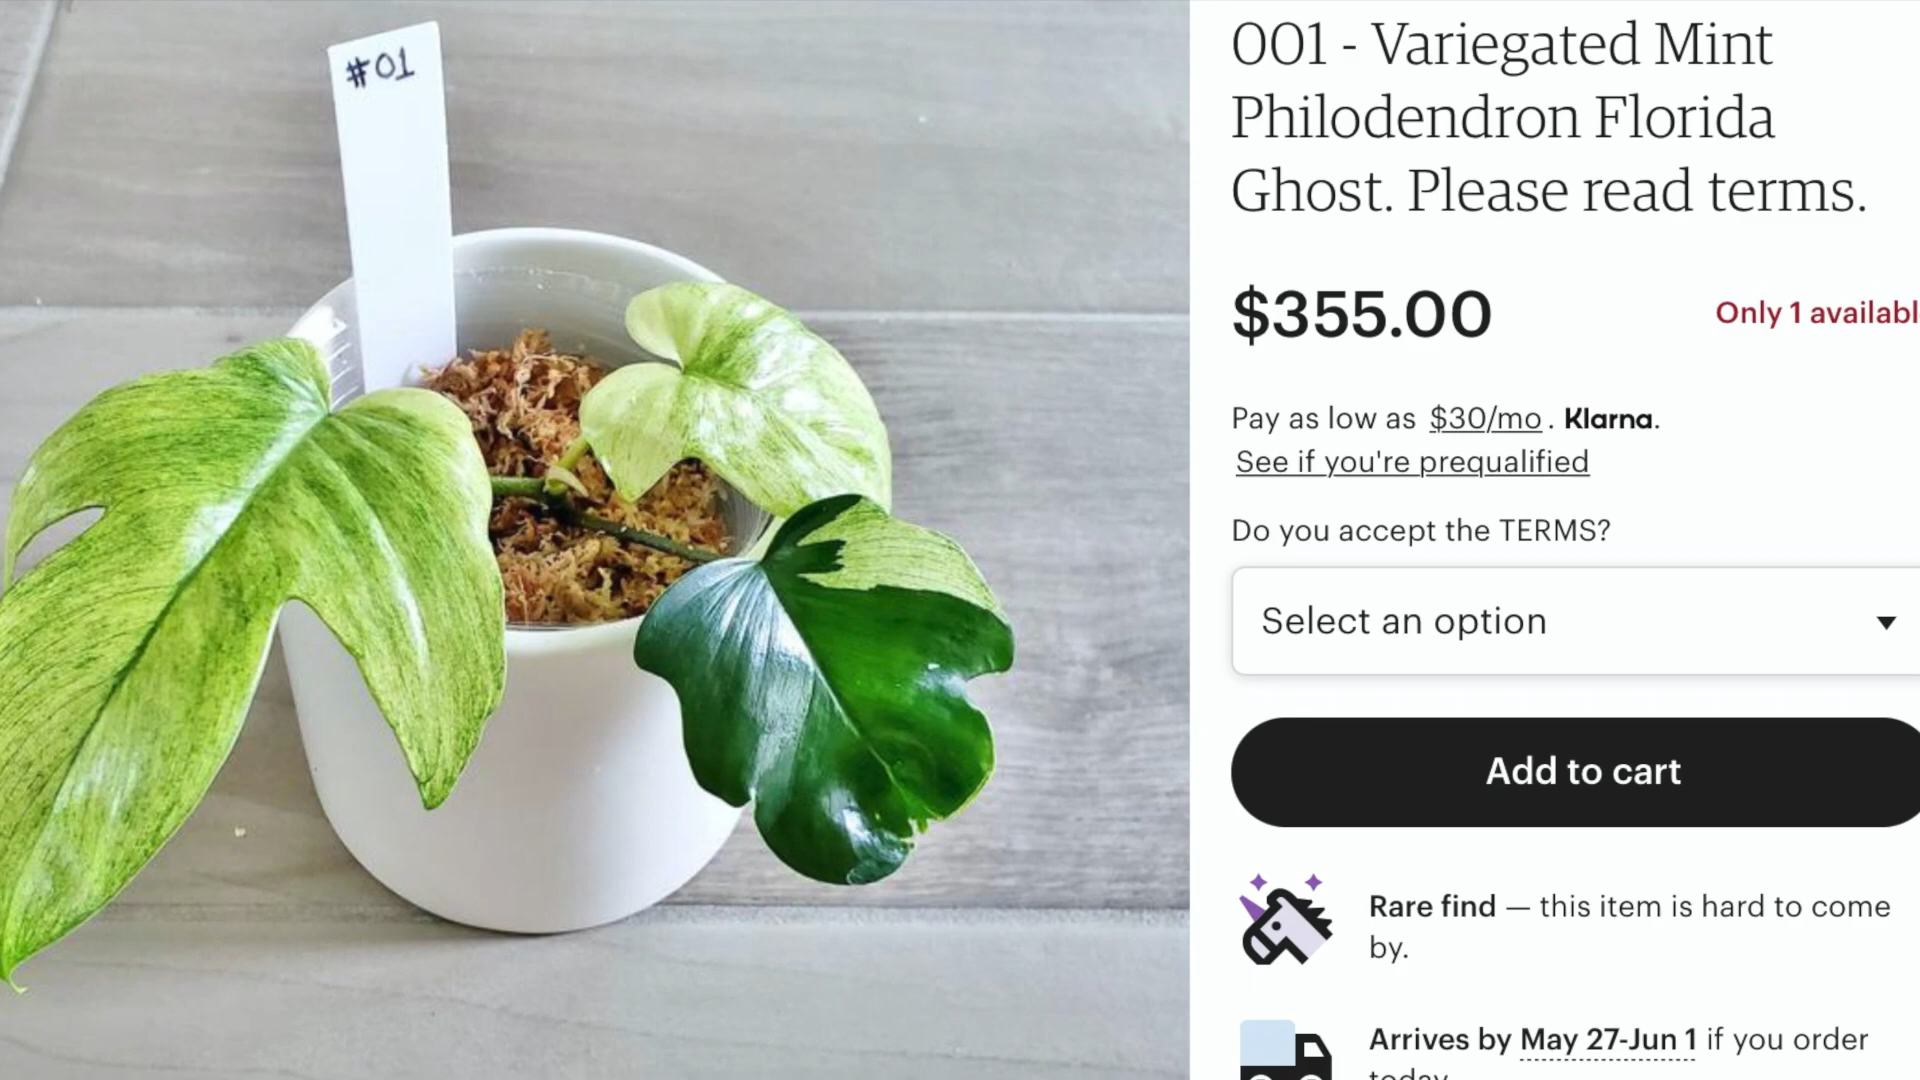 #01
001 - Variegated Mint
Philodendron Florida
Ghost. Please read terms.
$355.00
Only 1 availabl
Pay as low as $30/mo. Klarna.
See if you're prequalified
Do you accept the TERMS?
Select an option
Add to cart
Rare find — this item is hard to come
by.
Arrives by May 27-Jun 1 if you order
today